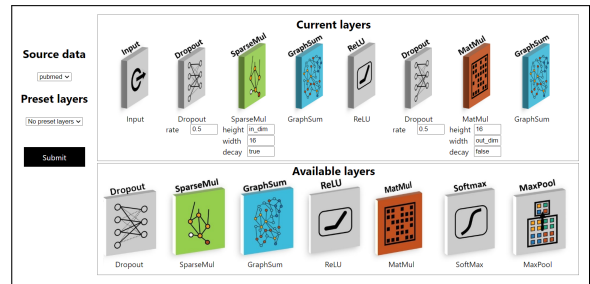 Source data
pubmed
Preset layers
No preset layers
Submit
Current layers
Input Dropout SparseMul GraphSum ReLU Dropout MatMul GraphSum
Input Dropout SparseMul GraphSum ReLU Dropout MatMul GraphSum
rate 0.5 height in_dim rate 0.5 height 16
width 16 width out_dim
decay true decay false
Available layers
Dropout SparseMul GraphSum ReLU MatMul Softmax MaxPool
Dropout SparseMul GraphSum ReLU MatMul SoftMax MaxPool